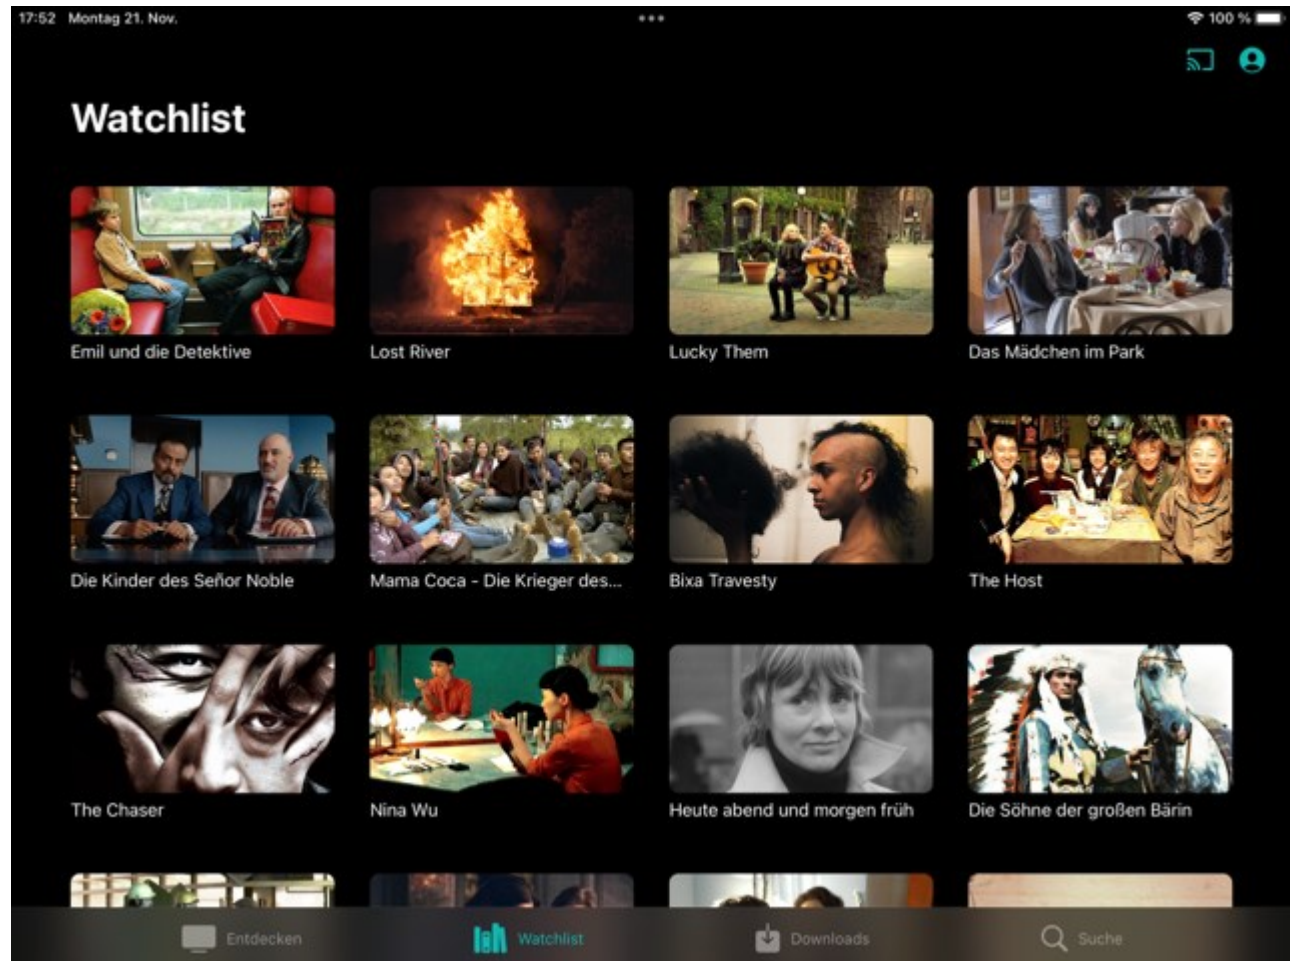 17:52 Montag 21. Nov.
100 %
Watchlist
Emil und die Detektive
Lost River
Lucky Them
Das Mädchen im Park
Die Kinder des Señor Noble
Mama Coca - Die Krieger des...
Bixa Travesty
The Host
The Chaser
Nina Wu
Heute abend und morgen früh
Die Söhne der großen Bärin
Entdecken
Watchlist
Downloads
Suche